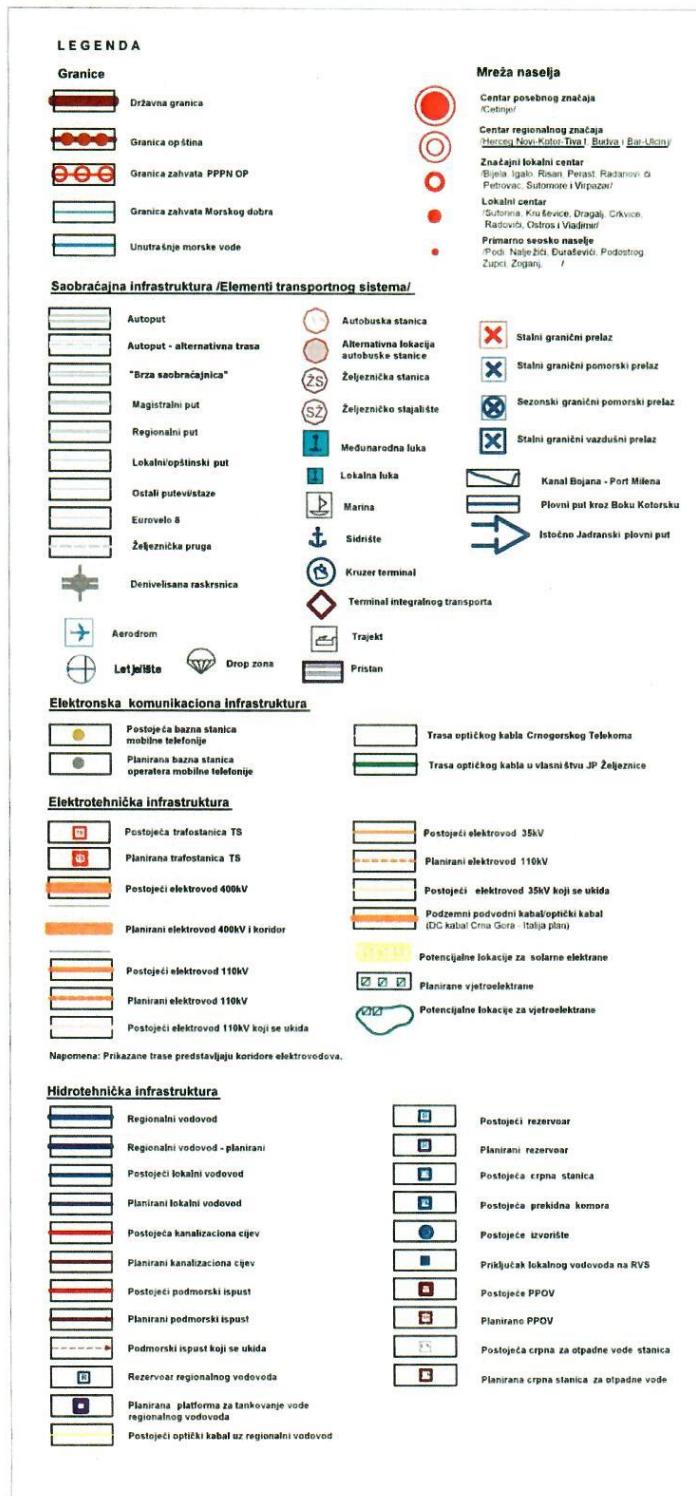 LEGENDA
Granice
Državna granica
Granica opština
Granica zahvata PPPN OP
Granica zahvata Morskog dobra
Unutrašnje morske vode
Mreža naselja
Centar posebnog značaja
/Cetinje/
Centar regionalnog značaja
/Herceg Novi-Kotor-Tivat, Budva i Bar-Ulcinj/
Značajni lokalni centar
/Bijela, Igalo, Risan, Perast, Radanovići
Petrovac, Sutomore i Virpazar/
Lokalni centar
/Sutorina, Kruševice, Dragalj, Crkvice,
Radovići, Ostros i Vladimir/
Primarno seosko naselje
/Podi, Nalježići, Đuraševići, Podostrog
Zupci, Zoganj, /
Saobraćajna infrastruktura /Elementi transportnog sistema/
Autoput
Autoput - alternativna trasa
"Brza saobraćajnica"
Magistralni put
Regionalni put
Lokalni/opštinski put
Ostali putevi/staze
Eurovelo 8
Željeznička pruga
Denivelisana raskrsnica
Aerodrom
Letjelište
Drop zona
Autobuska stanica
Alternativna lokacija
autobuske stanice
ŽS Željeznička stanica
SŽ Željezničko stajalište
Međunarodna luka
Lokalna luka
Marina
Sidrište
Kruzer terminal
Terminal integralnog transporta
Trajekt
Pristan
Stalni granični prelaz
Stalni granični pomorski prelaz
Sezonski granični pomorski prelaz
Stalni granični vazdušni prelaz
Kanal Bojana - Port Milena
Plovni put kroz Boku Kotorsku
Istočno Jadranski plovni put
Elektronska komunikaciona infrastruktura
Postojeća bazna stanica
mobilne telefonije
Planirana bazna stanica
operatera mobilne telefonije
Trasa optičkog kabla Crnogorskog Telekoma
Trasa optičkog kabla u vlasništvu JP Željeznice
Elektrotehnička infrastruktura
TS Postojeća trafostanica TS
TS Planirana trafostanica TS
Postojeći elektrovod 400kV
Planirani elektrovod 400kV i koridor
Postojeći elektrovod 110kV
Planirani elektrovod 110kV
Postojeći elektrovod 110kV koji se ukida
Postojeći elektrovod 35kV
Planirani elektrovod 110kV
Postojeći elektrovod 35kV koji se ukida
Podzemni podvodni kabal/optički kabal
(DC kabal Crna Gora - Italija plan)
Potencijalne lokacije za solarne elektrane
Planirane vjetroelektrane
Potencijalne lokacije za vjetroelektrane
Napomena: Prikazane trase predstavljaju koridore elektrovodova.
Hidrotehnička infrastruktura
Regionalni vodovod
Regionalni vodovod - planirani
Postojeći lokalni vodovod
Planirani lokalni vodovod
Postojeća kanalizaciona cijev
Planirani kanalizaciona cijev
Postojeći podmorski ispust
Planirani podmorski ispust
Podmorski ispust koji se ukida
R Rezervoar regionalnog vodovoda
Planirana platforma za tankovanje vode
regionalnog vodovoda
Postojeći optički kabal uz regionalni vodovod
Postojeći rezervoar
Planirani rezervoar
Postojeća crpna stanica
Postojeća prekidna komora
Postojeće izvorište
Priključak lokalnog vodovoda na RVS
Postojeće PPOV
Planirano PPOV
Postojeća crpna za otpadne vode stanica
Planirana crpna stanica za otpadne vode